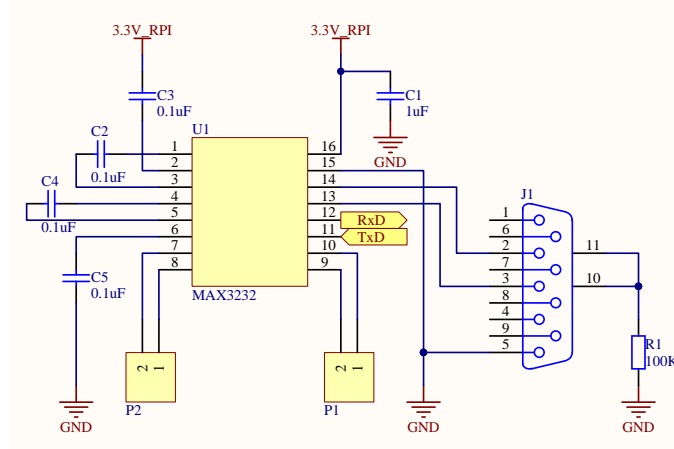 3.3V_RPI
3.3V_RPI
C3
0.1uF
C1
1uF
GND
U1
C2
0.1uF
C4
0.1uF
C5
0.1uF
1
2
3
4
5
6
7
8
16
15
14
13
12
11
10
9
RxD
TxD
MAX3232
J1
1
6
2
7
3
8
4
9
5
11
10
R1
100K
2
1
P2
2
1
P1
GND
GND
GND